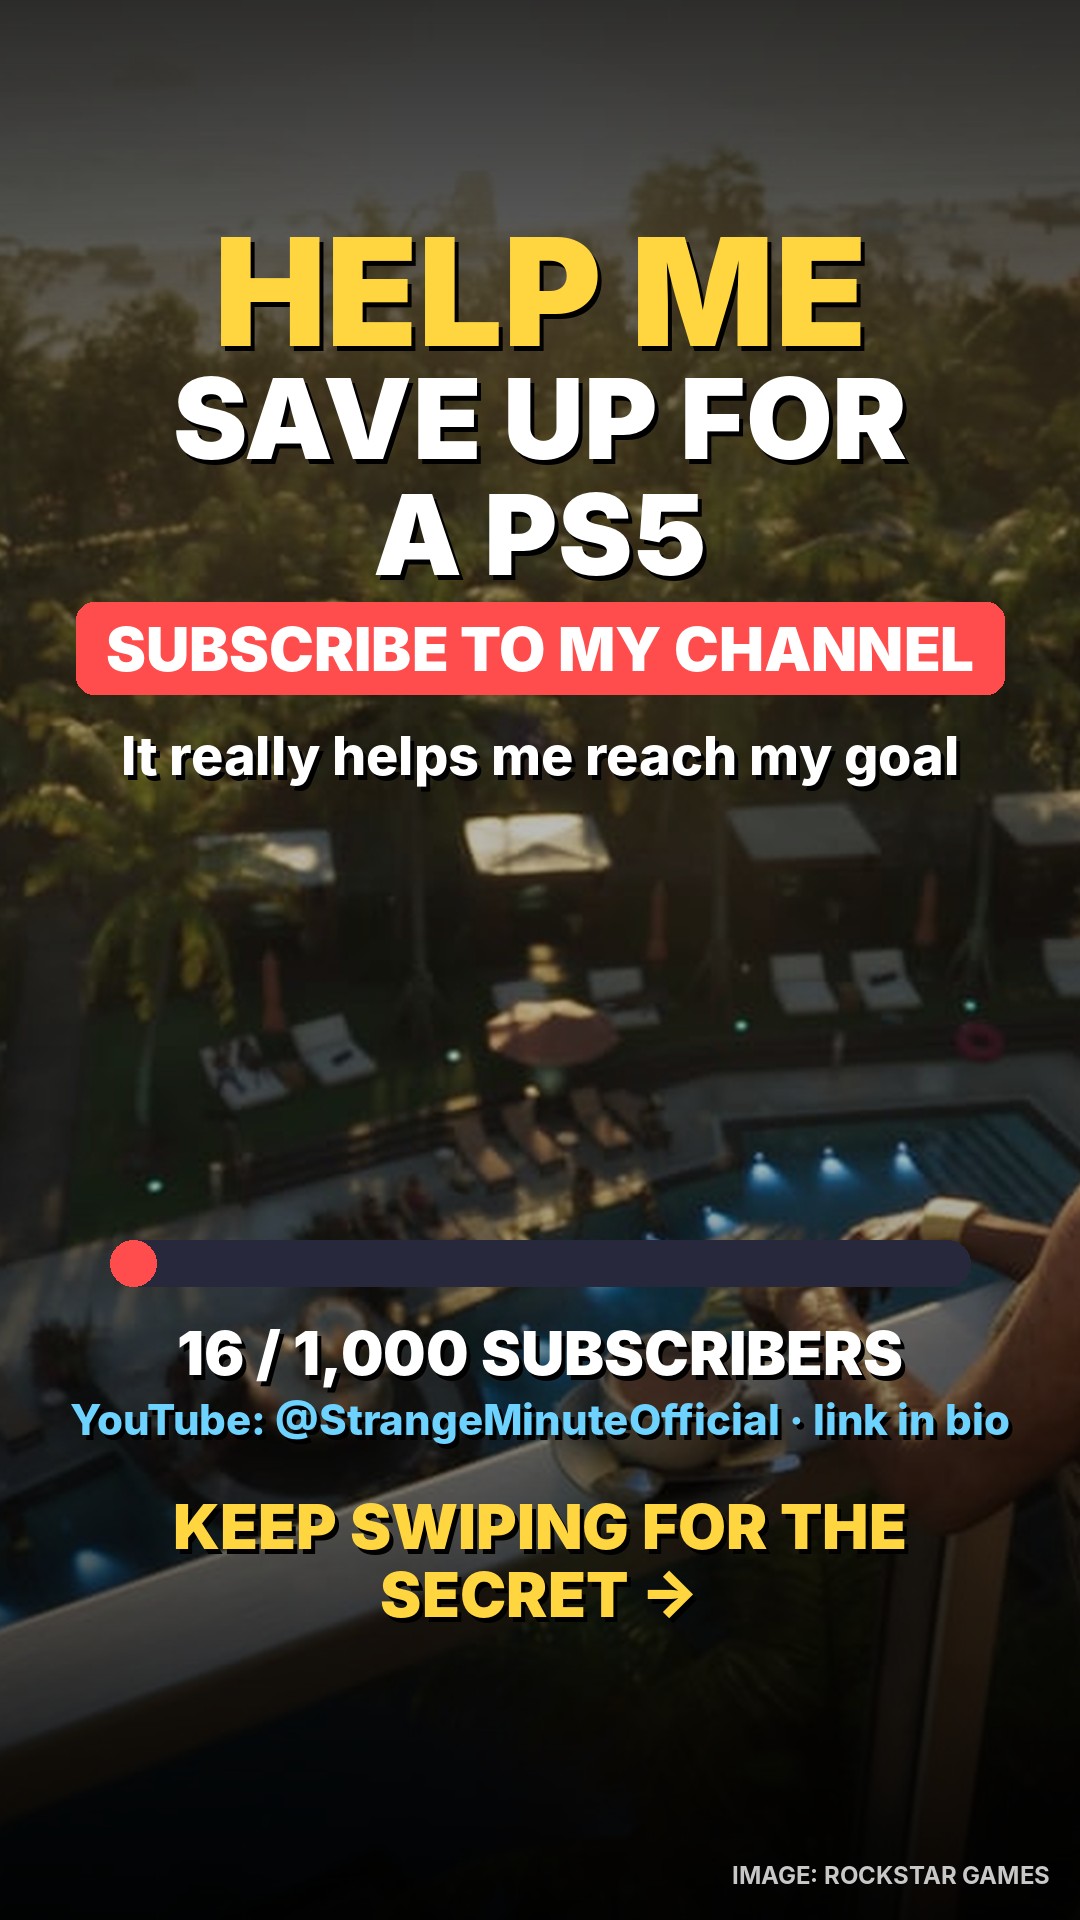 HELP ME
SAVE UP FOR
A PS5
SUBSCRIBE TO MY CHANNEL
It really helps me reach my goal
16 / 1,000 SUBSCRIBERS
YouTube: @StrangeMinuteOfficial · link in bio
KEEP SWIPING FOR THE
SECRET →
IMAGE: ROCKSTAR GAMES